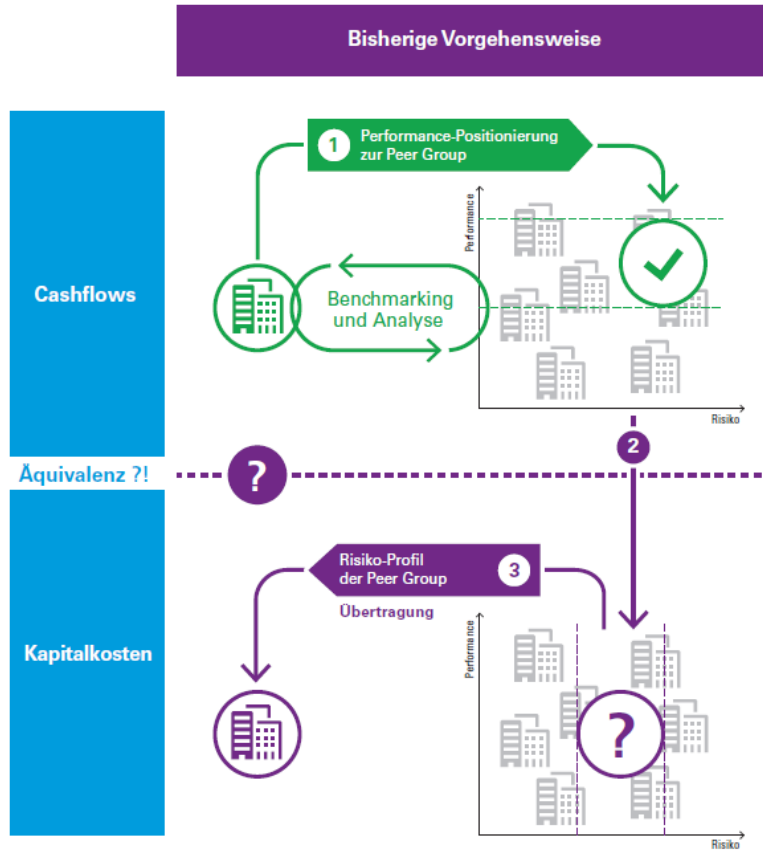 Bisherige Vorgehensweise
Cashflows
1
Performance-Positionierung
zur Peer Group
Performance
Benchmarking
und Analyse
Risiko
2
Äquivalenz ?!
?
Kapitalkosten
Risiko-Profil
der Peer Group
3
Übertragung
Performance
?
Risiko